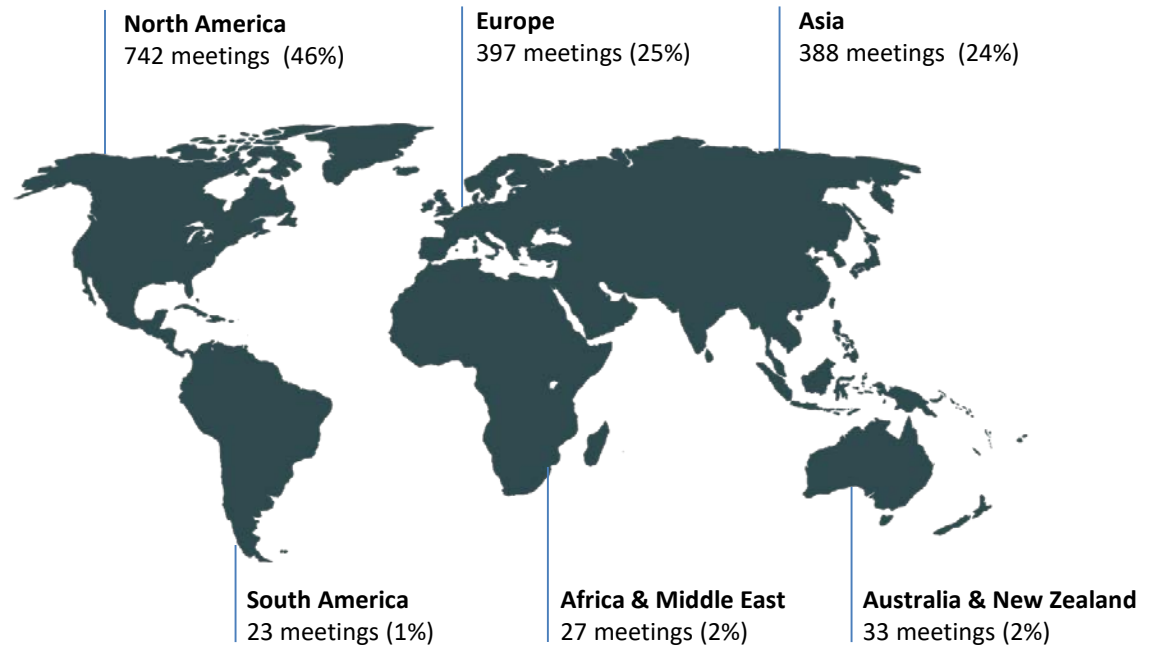 North America
742 meetings (46%)
Europe
397 meetings (25%)
Asia
388 meetings (24%)
South America
23 meetings (1%)
Africa & Middle East
27 meetings (2%)
Australia & New Zealand
33 meetings (2%)